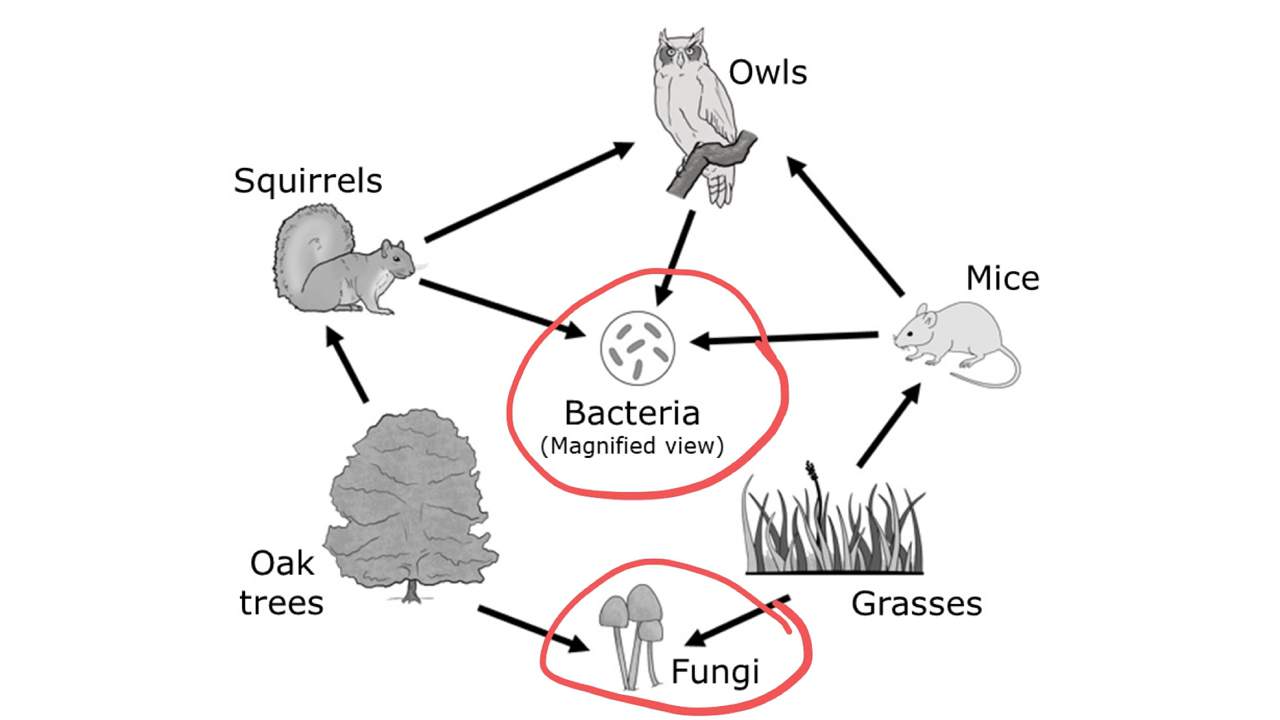 Owls
Squirrels
Mice
Bacteria
(Magnified view)
Oak
trees
Grasses
Fungi